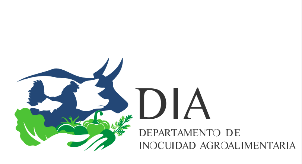 DIA
DEPARTAMENTO DE
INOCUIDAD AGROALIMENTARIA